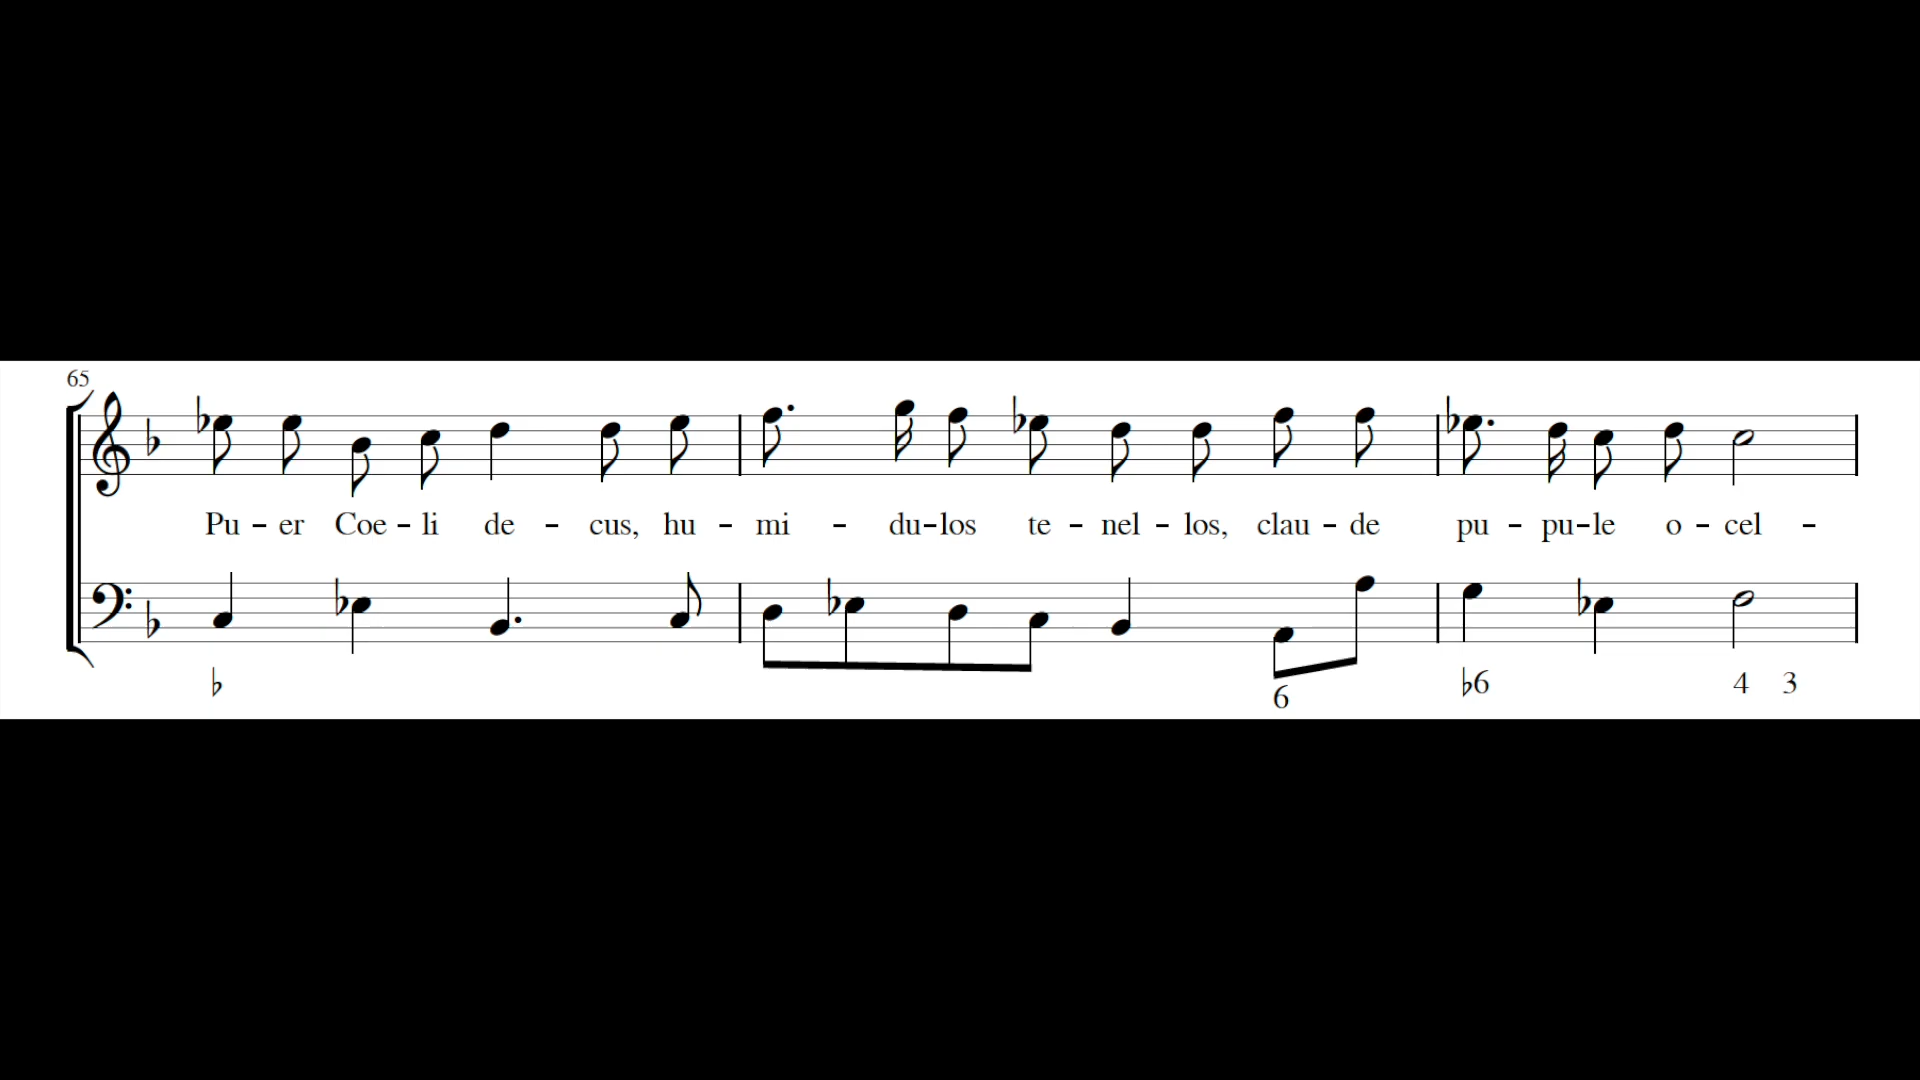 65
Pu - er Coe - li de - cus, hu - mi - du - los te - nel - los, clau - de pu - pu - le o - cel -
♭ 6 ♭6 4 3